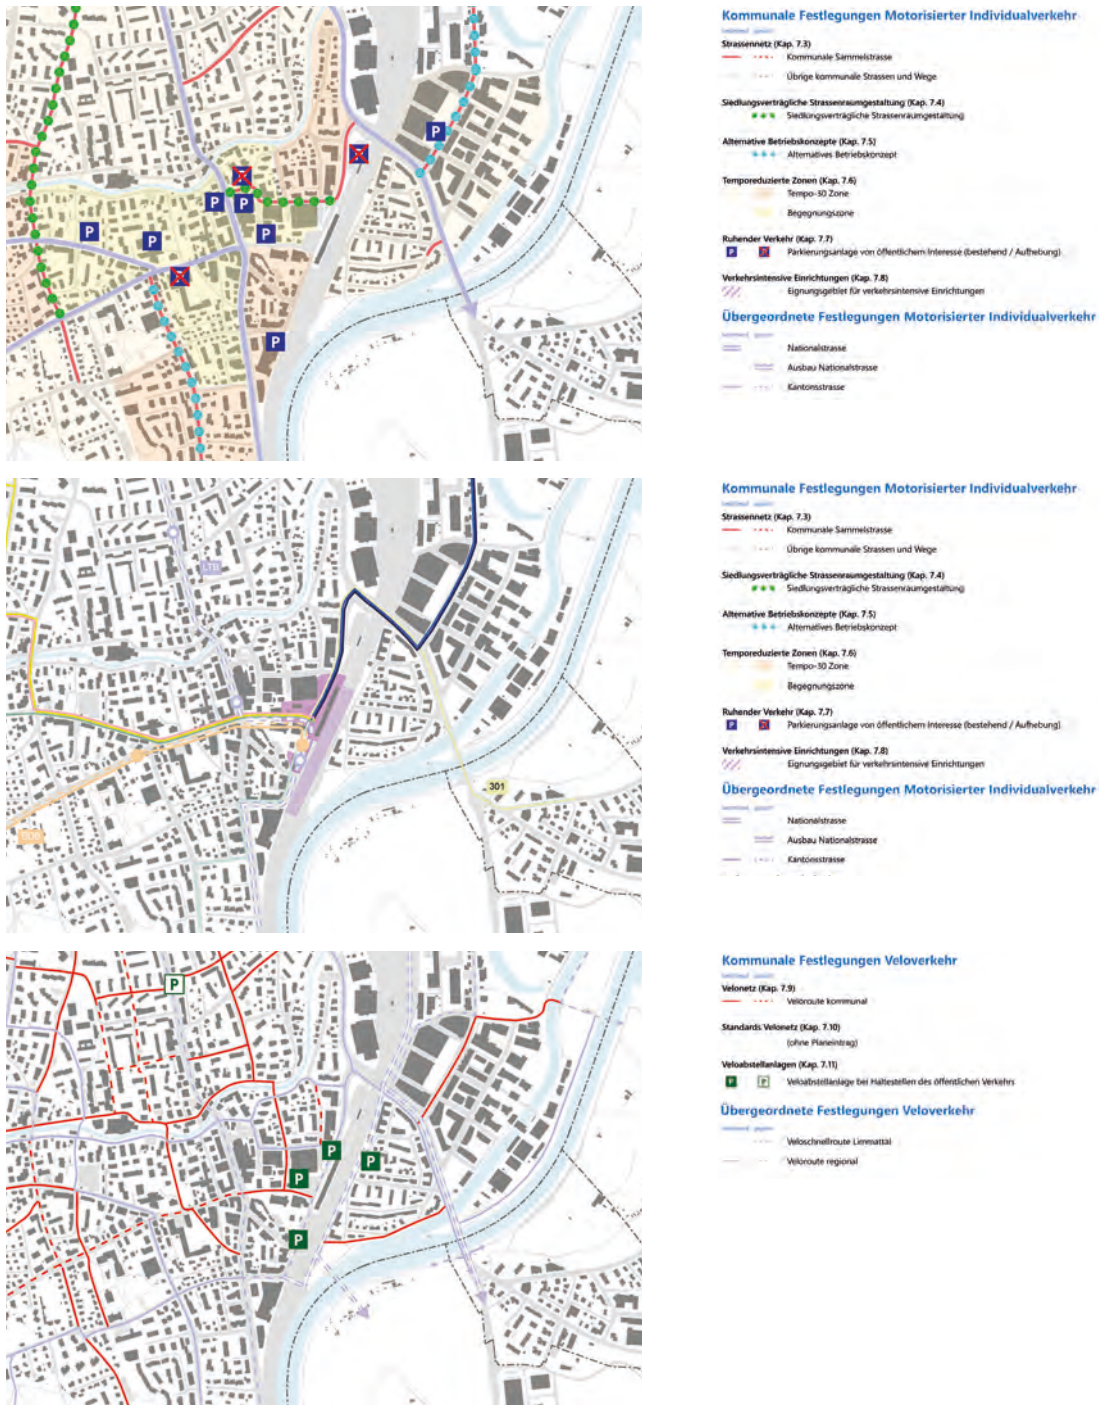 Kommunale Festlegungen Motorisierter Individualverkehr
Strassennetz (Kap. 7.3)
Kommunale Sammelstrasse
Übrige kommunale Strassen und Wege
Siedlungsverträgliche Strassenraumgestaltung (Kap. 7.4)
Siedlungsverträgliche Strassenraumgestaltung
Alternative Betriebskonzepte (Kap. 7.5)
Alternatives Betriebskonzept
Temporeduzierte Zonen (Kap. 7.6)
Tempo-30 Zone
Begegnungszone
Ruhender Verkehr (Kap. 7.7)
P Parkierungsanlage von öffentlichem Interesse (bestehend / Aufhebung)
Verkehrsintensive Einrichtungen (Kap. 7.8)
Eignungsgebiet für verkehrsintensive Einrichtungen
Übergeordnete Festlegungen Motorisierter Individualverkehr
Nationalstrasse
Ausbau Nationalstrasse
Kantonsstrasse
P
P
P
P
P
P
P
LTB
301
BDB
Kommunale Festlegungen Motorisierter Individualverkehr
Strassennetz (Kap. 7.3)
Kommunale Sammelstrasse
Übrige kommunale Strassen und Wege
Siedlungsverträgliche Strassenraumgestaltung (Kap. 7.4)
Siedlungsverträgliche Strassenraumgestaltung
Alternative Betriebskonzepte (Kap. 7.5)
Alternatives Betriebskonzept
Temporeduzierte Zonen (Kap. 7.6)
Tempo-30 Zone
Begegnungszone
Ruhender Verkehr (Kap. 7.7)
P Parkierungsanlage von öffentlichem Interesse (bestehend / Aufhebung)
Verkehrsintensive Einrichtungen (Kap. 7.8)
Eignungsgebiet für verkehrsintensive Einrichtungen
Übergeordnete Festlegungen Motorisierter Individualverkehr
Nationalstrasse
Ausbau Nationalstrasse
Kantonsstrasse
P
P
P
P
P
Kommunale Festlegungen Veloverkehr
Velonetz (Kap. 7.9)
Veloroute kommunal
Standards Velonetz (Kap. 7.10)
(ohne Planeintrag)
Veloabstellanlagen (Kap. 7.11)
P P Veloabstellanlage bei Haltestellen des öffentlichen Verkehrs
Übergeordnete Festlegungen Veloverkehr
Veloschnellroute Limmattal
Veloroute regional